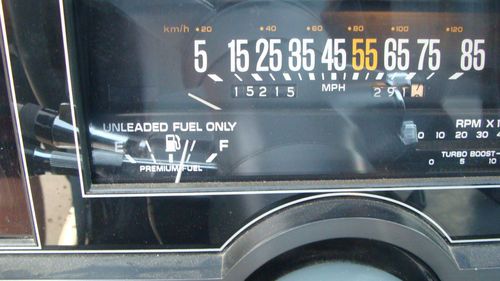 km/h 20 40 60 80 100 120
5 15 25 35 45 55 65 75 85
15215 MPH 291
UNLEADED FUEL ONLY
E F
PREMIUM FUEL
RPM X
0 10 20 30
TURBO BOOST
0 5 10